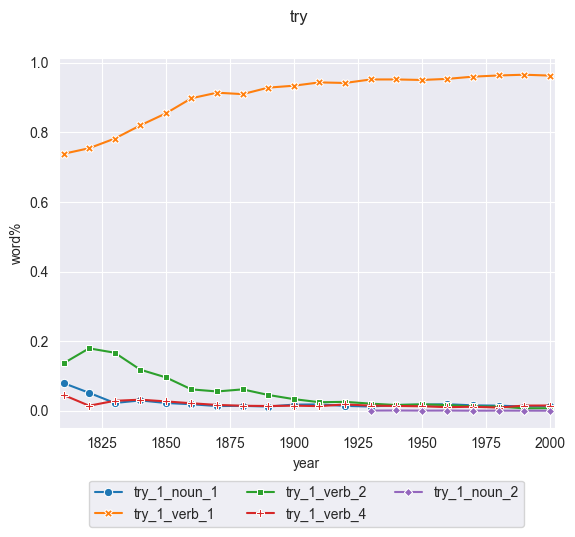 try
1.0
0.8
0.6
0.4
0.2
0.0
word%
1825 1850 1875 1900 1925 1950 1975 2000
year
try_1_noun_1 try_1_verb_2 try_1_noun_2
try_1_verb_1 try_1_verb_4